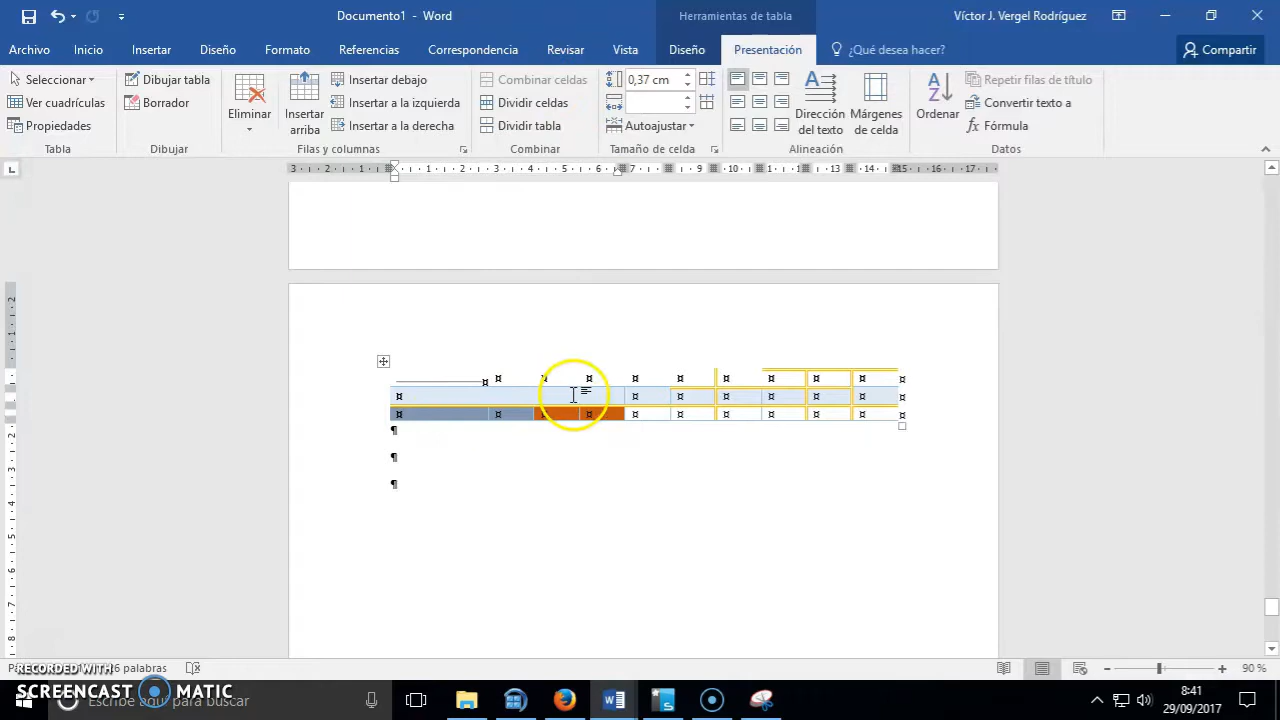 Documento1 - Word
Herramientas de tabla
Víctor J. Vergel Rodríguez
Archivo Inicio Insertar Diseño Formato Referencias Correspondencia Revisar Vista Diseño Presentación ¿Qué desea hacer? Compartir
Seleccionar
Ver cuadrículas
Propiedades
Tabla
Dibujar tabla
Borrador
Dibujar
Eliminar
Insertar arriba
Insertar debajo
Insertar a la izquierda
Insertar a la derecha
Filas y columnas
Combinar celdas
Dividir celdas
Dividir tabla
Combinar
0,37 cm
Autoajustar
Tamaño de celda
Dirección del texto
Márgenes de celda
Alineación
Ordenar
Repetir filas de título
Convertir texto a
Fórmula
Datos
palabras
90 %
RECORDED WITH
SCREENCAST MATIC
Escribe aquí para buscar
8:41
29/09/2017